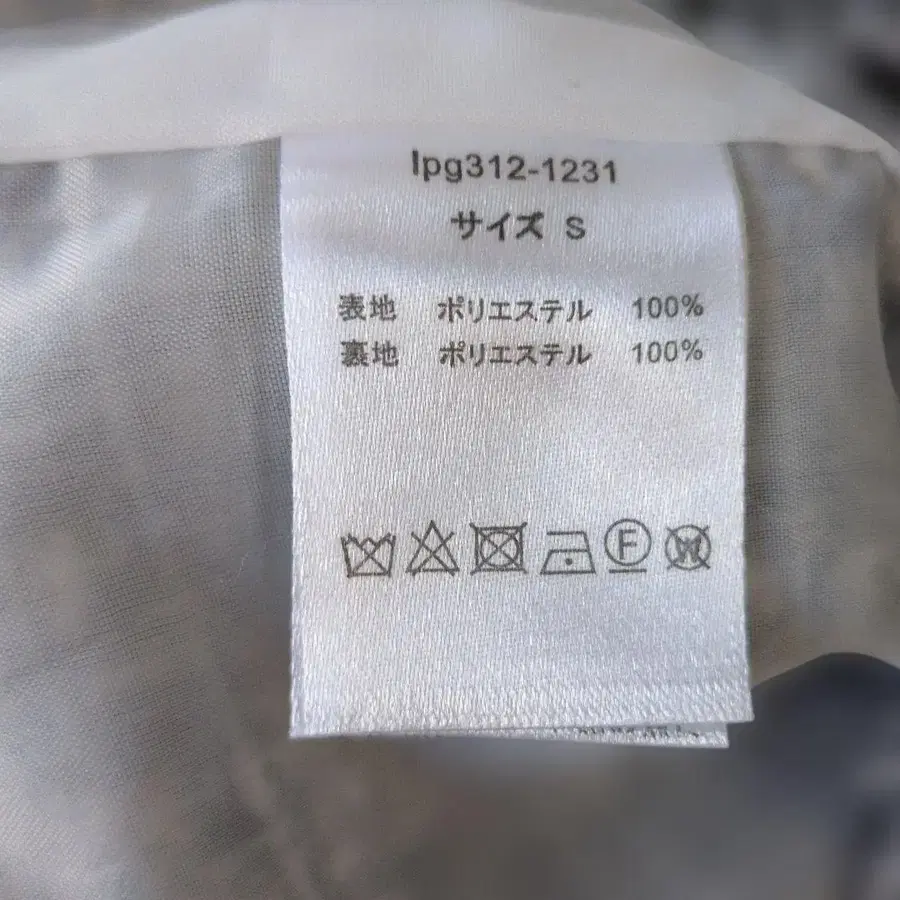 lpg312-1231
サイズ S
表地 ポリエステル 100%
裏地 ポリエステル 100%
F W